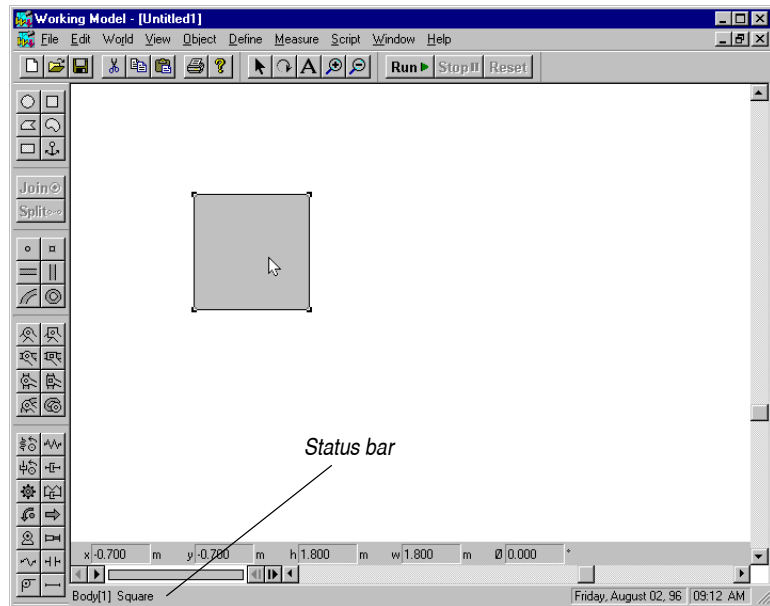 Working Model - [Untitled1]
File Edit World View Object Define Measure Script Window Help
A ? Run Stop Reset
Join
Split
Status bar
x -0.700 m y -0.700 m h 1.800 m w 1.800 m Ø 0.000 °
Body[1] Square Friday, August 02, 96 09:12 AM